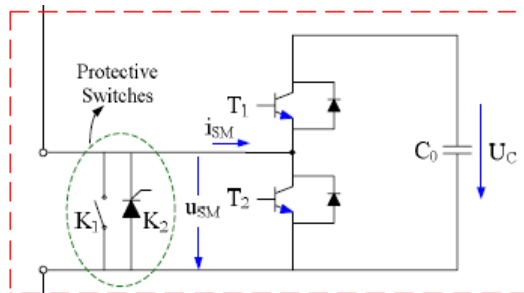 Protective
Switches
T1
iSM
C0
UC
K1
K2
uSM
T2